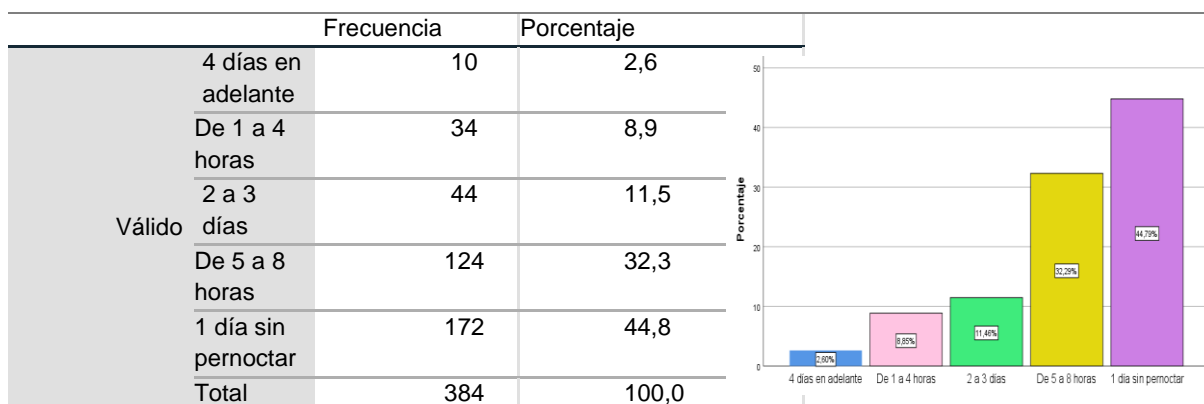 Frecuencia Porcentaje
4 días en 10 2,6
adelante
De 1 a 4 34 8,9
horas
2 a 3 44 11,5
Válido días
De 5 a 8 124 32,3
horas
1 día sin 172 44,8
pernoctar
Total 384 100,0
Porcentaje
50
40
30
20
10
0
2,60%
8,85%
11,46%
32,29%
44,79%
4 días en adelante De 1 a 4 horas 2 a 3 días De 5 a 8 horas 1 día sin pernoctar